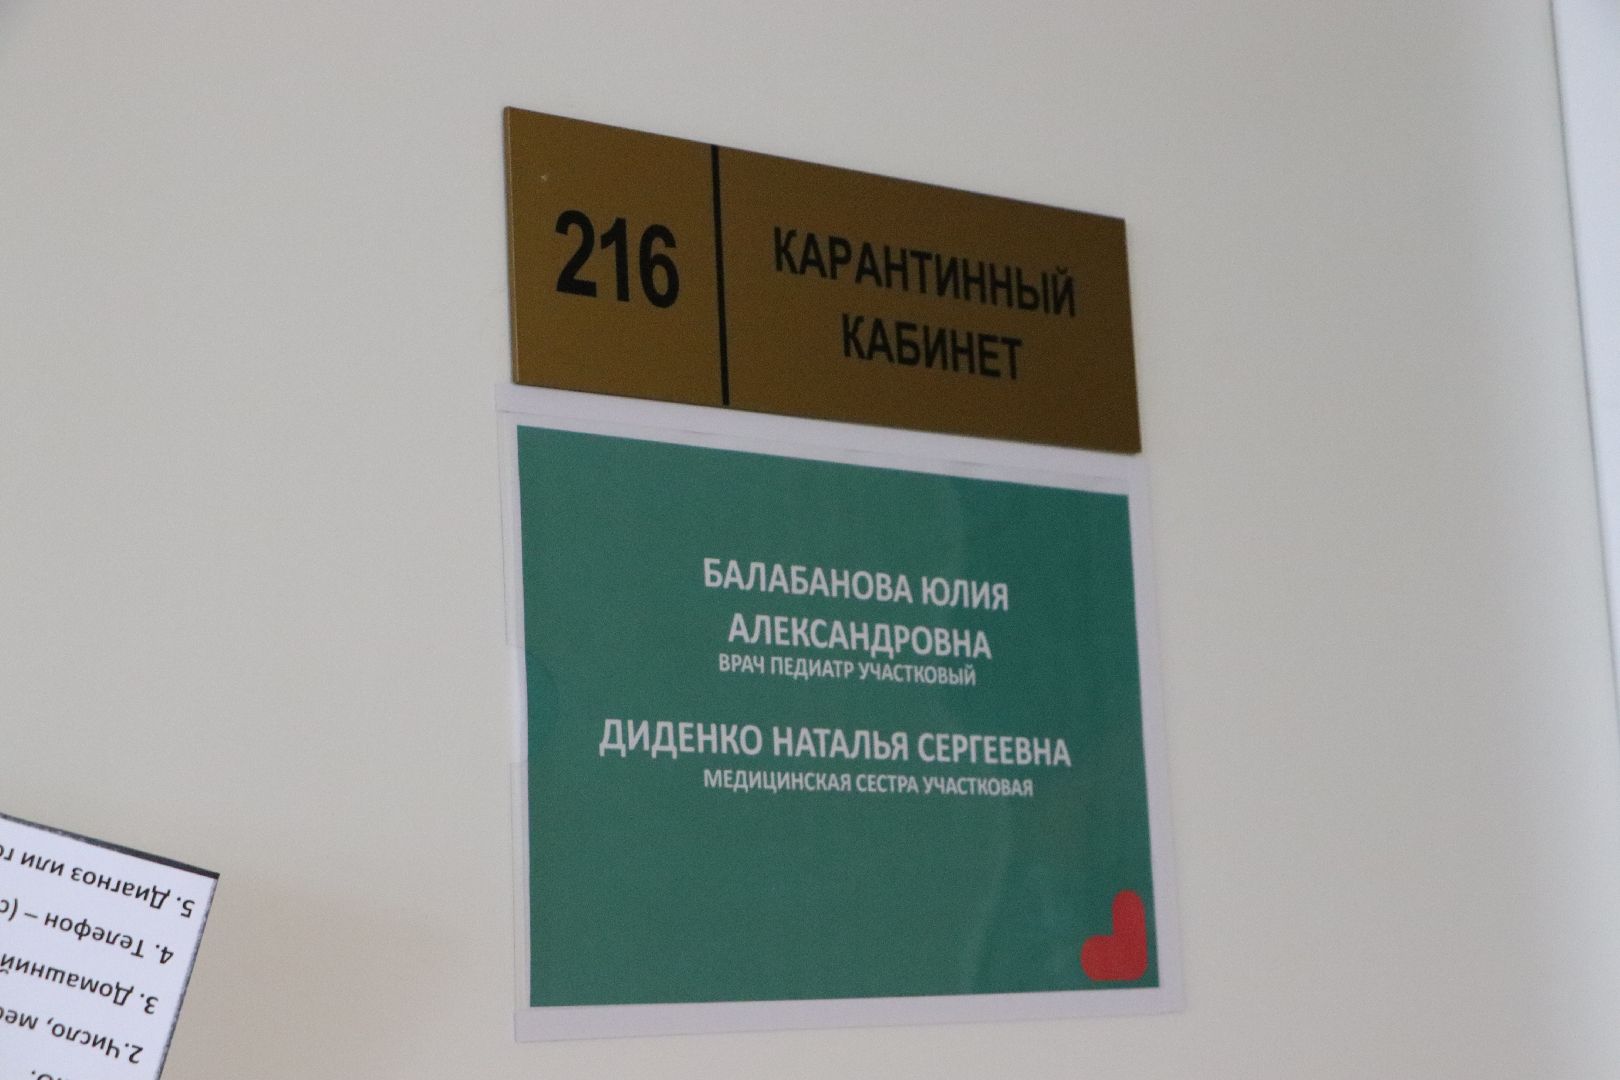 216
КАРАНТИННЫЙ
КАБИНЕТ
БАЛАБАНОВА ЮЛИЯ
АЛЕКСАНДРОВНА
ВРАЧ ПЕДИАТР УЧАСТКОВЫЙ
ДИДЕНКО НАТАЛЬЯ СЕРГЕЕВНА
МЕДИЦИНСКАЯ СЕСТРА УЧАСТКОВАЯ
2.Число,
3. Домашний
4. Телефон – (
5. Диагноз или